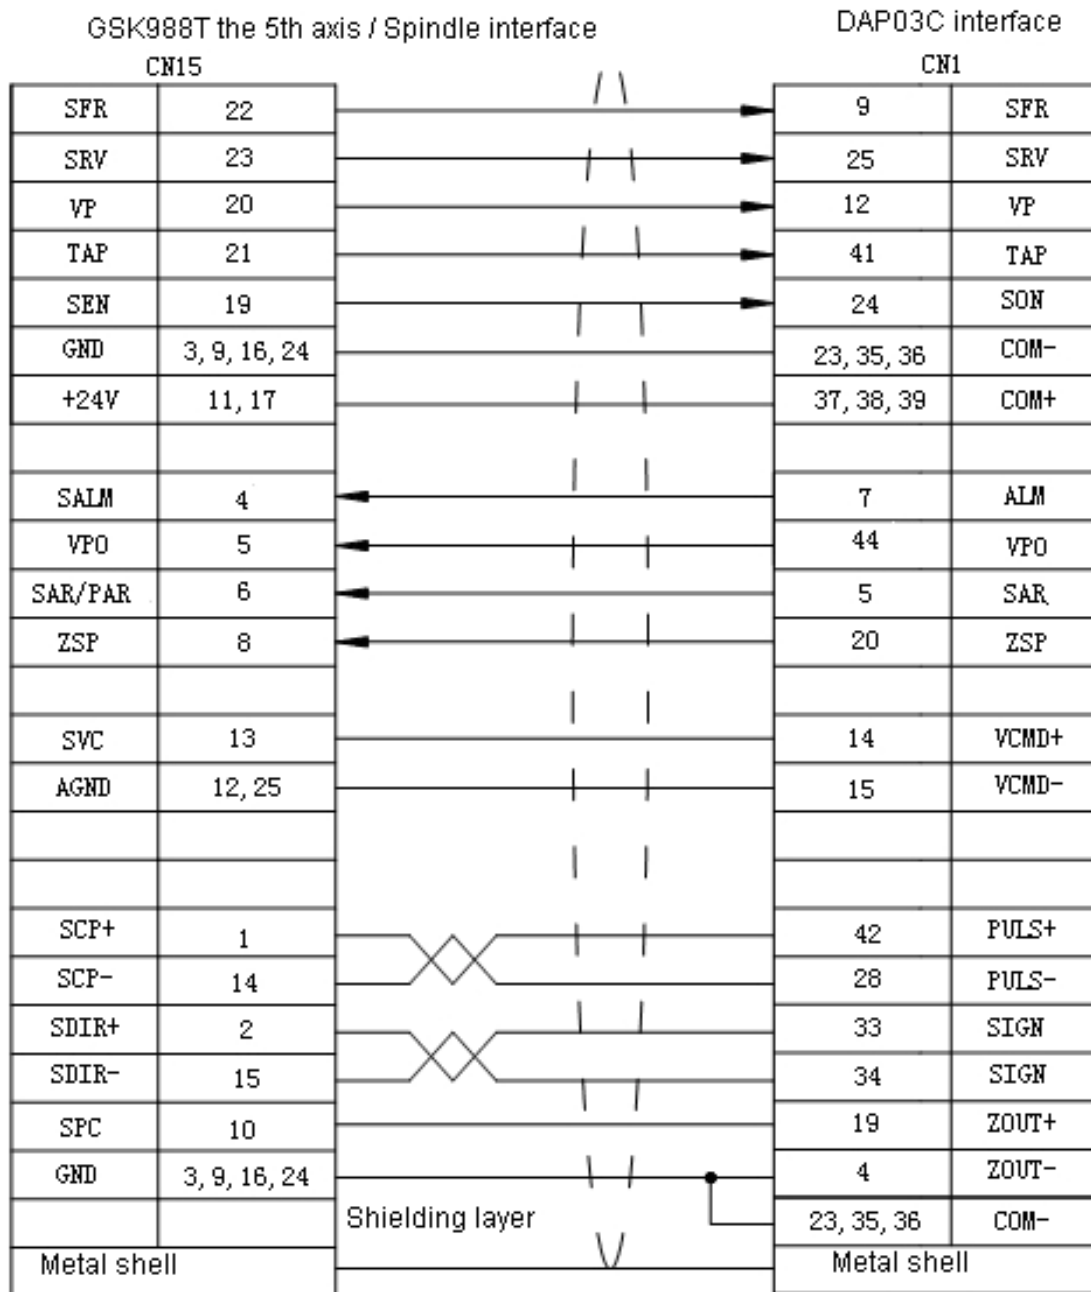 GSK988T the 5th axis / Spindle interface DAP03C interface
CN15 CN1
SFR 22 9 SFR
SRV 23 25 SRV
VP 20 12 VP
TAP 21 41 TAP
SEN 19 24 SON
GND 3, 9, 16, 24 23, 35, 36 COM-
+24V 11, 17 37, 38, 39 COM+
SALM 4 7 ALM
VPO 5 44 VPO
SAR/PAR 6 5 SAR
ZSP 8 20 ZSP
SVC 13 14 VCMD+
AGND 12, 25 15 VCMD-
SCP+ 1 42 PULS+
SCP- 14 28 PULS-
SDIR+ 2 33 SIGN
SDIR- 15 34 SIGN
SPC 10 19 ZOUT+
GND 3, 9, 16, 24 4 ZOUT-
Shielding layer 23, 35, 36 COM-
Metal shell Metal shell